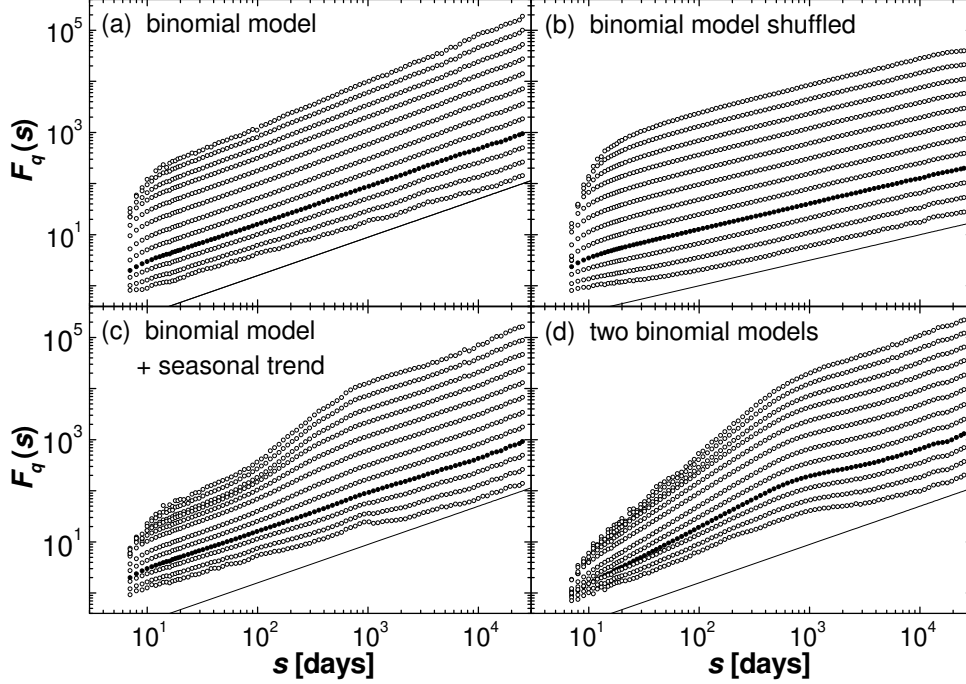 (a) binomial model
(b) binomial model shuffled
10^5
10^3
10^1
F_q(s)
(c) binomial model
+ seasonal trend
(d) two binomial models
10^5
10^3
10^1
F_q(s)
10^1 10^2 10^3 10^4 10^1 10^2 10^3 10^4
s [days] s [days]